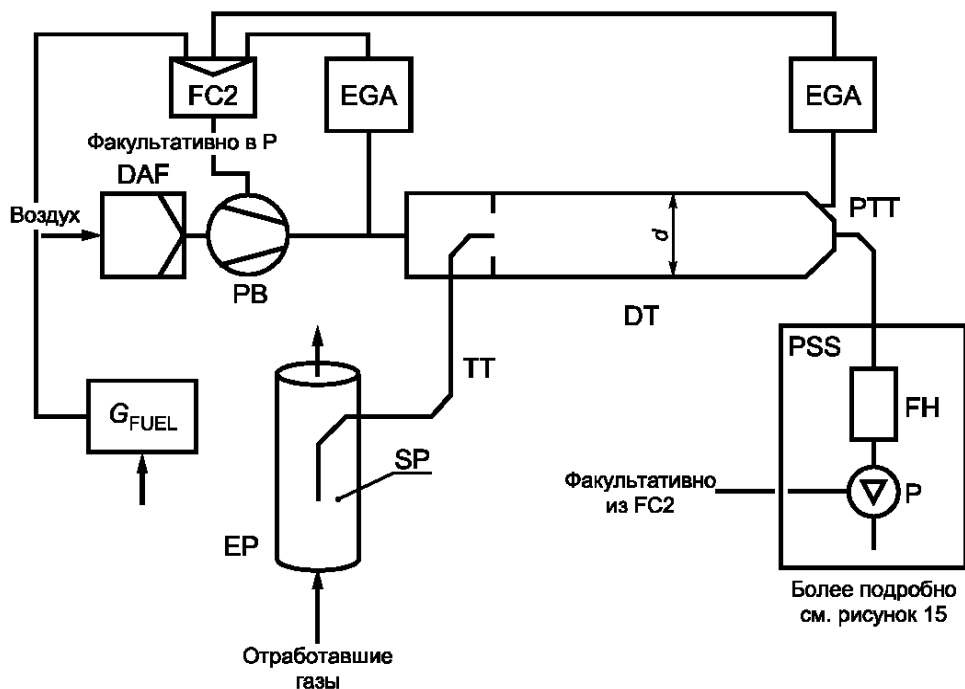 FC2
EGA
EGA
Факультативно в P
DAF
Воздух
PB
d
PTT
DT
PSS
TT
G FUEL
FH
SP
Факультативно
из FC2
P
EP
Более подробно
см. рисунок 15
Отработавшие
газы